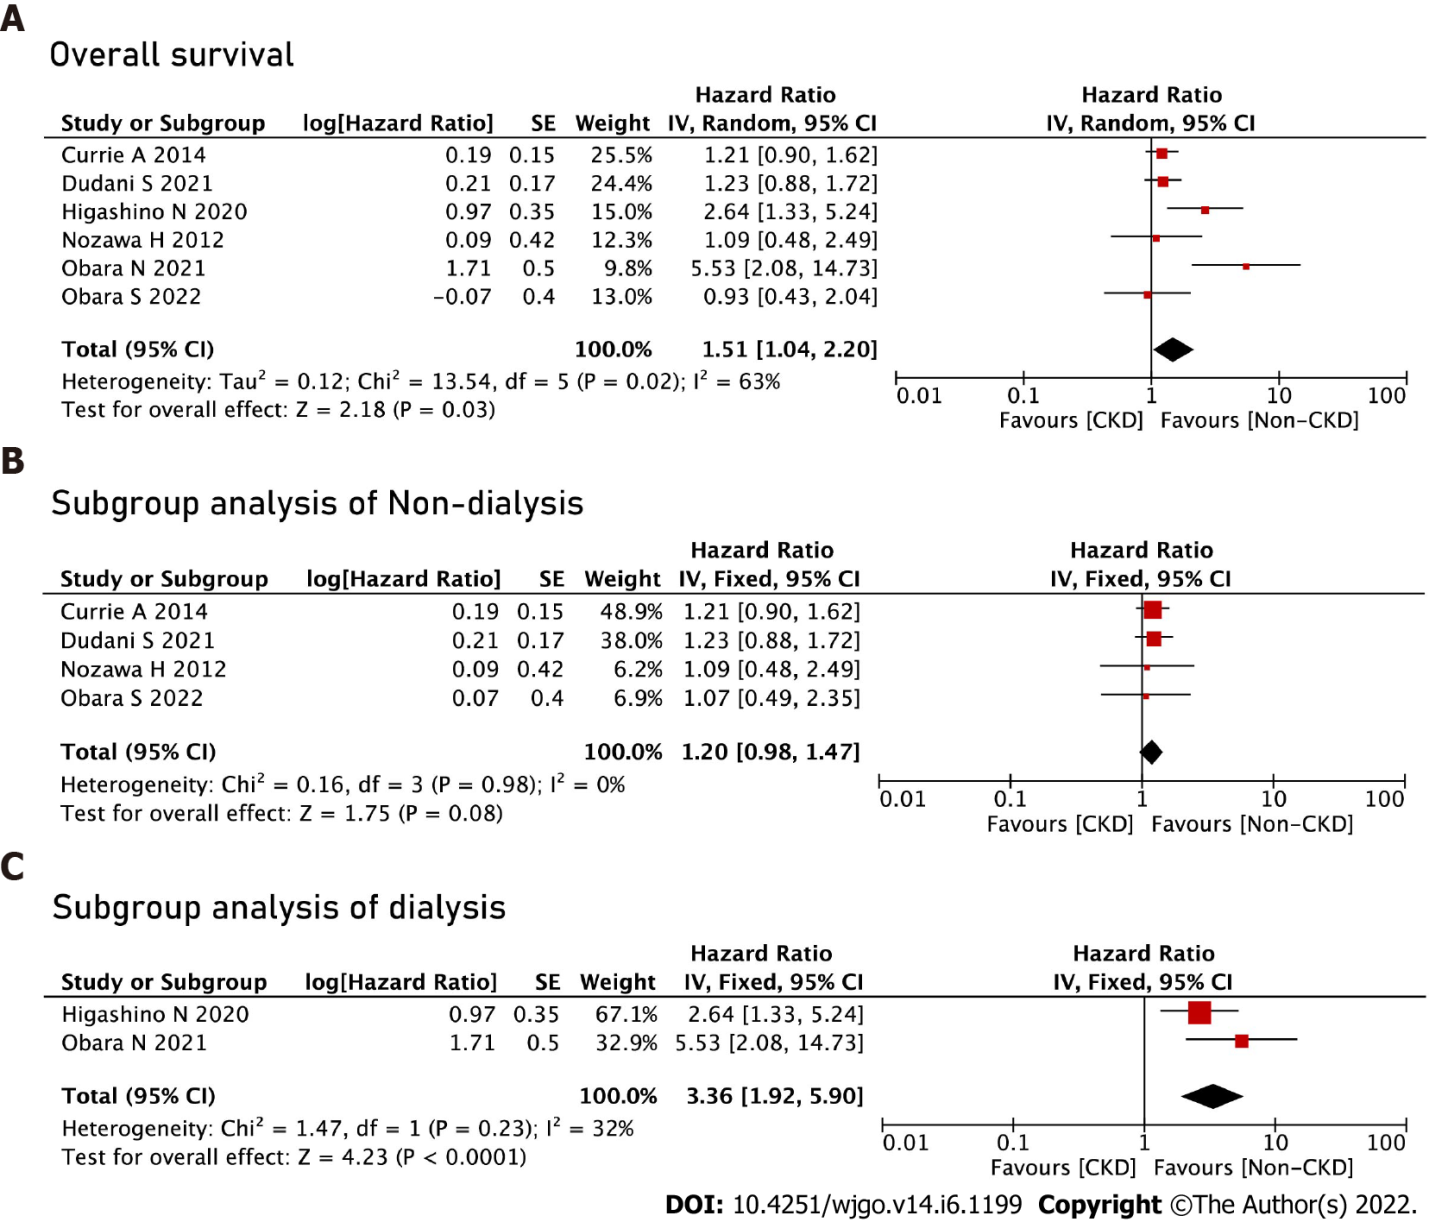 A
Overall survival
Hazard Ratio Hazard Ratio
Study or Subgroup log[Hazard Ratio] SE Weight IV, Random, 95% CI IV, Random, 95% CI
Currie A 2014 0.19 0.15 25.5% 1.21 [0.90, 1.62]
Dudani S 2021 0.21 0.17 24.4% 1.23 [0.88, 1.72]
Higashino N 2020 0.97 0.35 15.0% 2.64 [1.33, 5.24]
Nozawa H 2012 0.09 0.42 12.3% 1.09 [0.48, 2.49]
Obara N 2021 1.71 0.5 9.8% 5.53 [2.08, 14.73]
Obara S 2022 −0.07 0.4 13.0% 0.93 [0.43, 2.04]
Total (95% CI) 100.0% 1.51 [1.04, 2.20]
Heterogeneity: Tau² = 0.12; Chi² = 13.54, df = 5 (P = 0.02); I² = 63%
Test for overall effect: Z = 2.18 (P = 0.03)
0.01 0.1 1 10 100
Favours [CKD] Favours [Non−CKD]
B
Subgroup analysis of Non-dialysis
Hazard Ratio Hazard Ratio
Study or Subgroup log[Hazard Ratio] SE Weight IV, Fixed, 95% CI IV, Fixed, 95% CI
Currie A 2014 0.19 0.15 48.9% 1.21 [0.90, 1.62]
Dudani S 2021 0.21 0.17 38.0% 1.23 [0.88, 1.72]
Nozawa H 2012 0.09 0.42 6.2% 1.09 [0.48, 2.49]
Obara S 2022 0.07 0.4 6.9% 1.07 [0.49, 2.35]
Total (95% CI) 100.0% 1.20 [0.98, 1.47]
Heterogeneity: Chi² = 0.16, df = 3 (P = 0.98); I² = 0%
Test for overall effect: Z = 1.75 (P = 0.08)
0.01 0.1 1 10 100
Favours [CKD] Favours [Non−CKD]
C
Subgroup analysis of dialysis
Hazard Ratio Hazard Ratio
Study or Subgroup log[Hazard Ratio] SE Weight IV, Fixed, 95% CI IV, Fixed, 95% CI
Higashino N 2020 0.97 0.35 67.1% 2.64 [1.33, 5.24]
Obara N 2021 1.71 0.5 32.9% 5.53 [2.08, 14.73]
Total (95% CI) 100.0% 3.36 [1.92, 5.90]
Heterogeneity: Chi² = 1.47, df = 1 (P = 0.23); I² = 32%
Test for overall effect: Z = 4.23 (P < 0.0001)
0.01 0.1 1 10 100
Favours [CKD] Favours [Non−CKD]
DOI: 10.4251/wjgo.v14.i6.1199 Copyright ©The Author(s) 2022.